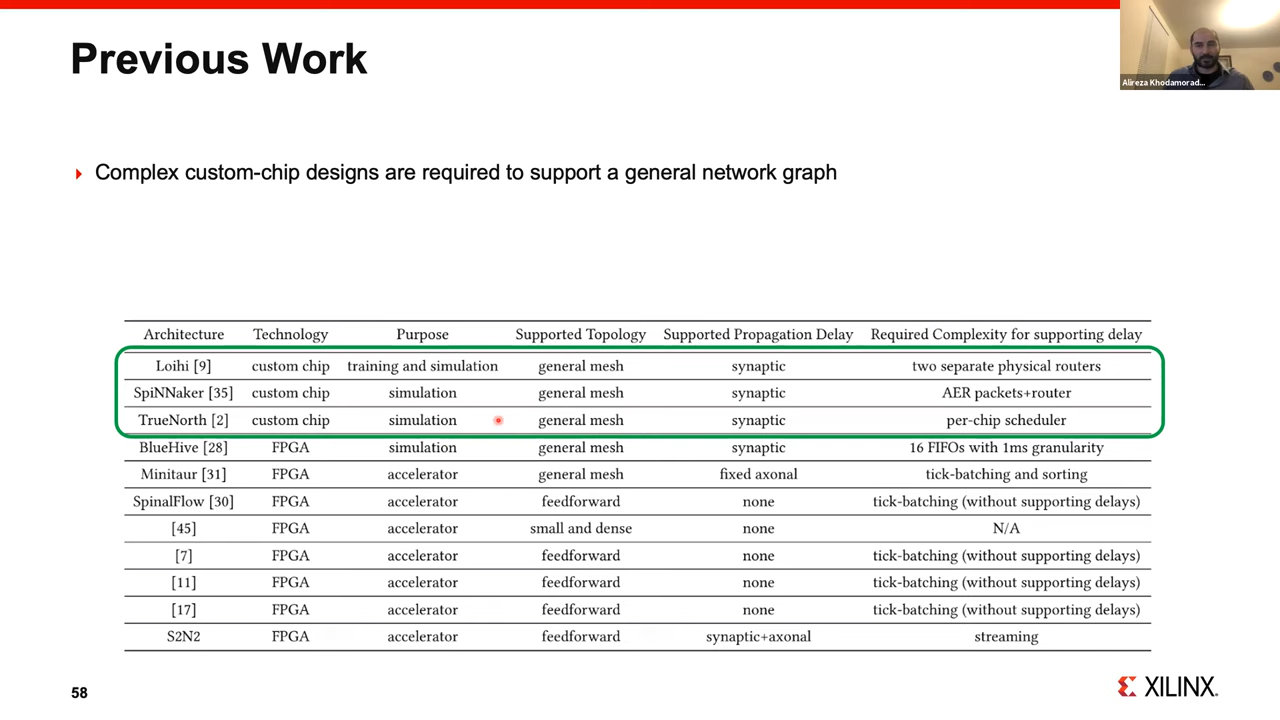 Previous Work
Alireza Khodamorad...
Complex custom-chip designs are required to support a general network graph
Architecture Technology Purpose Supported Topology Supported Propagation Delay Required Complexity for supporting delay
Loihi [9] custom chip training and simulation general mesh synaptic two separate physical routers
SpiNNaker [35] custom chip simulation general mesh synaptic AER packets+router
TrueNorth [2] custom chip simulation general mesh synaptic per-chip scheduler
BlueHive [28] FPGA simulation general mesh synaptic 16 FIFOs with 1ms granularity
Minitaur [31] FPGA accelerator general mesh fixed axonal tick-batching and sorting
SpinalFlow [30] FPGA accelerator feedforward none tick-batching (without supporting delays)
[45] FPGA accelerator small and dense none N/A
[7] FPGA accelerator feedforward none tick-batching (without supporting delays)
[11] FPGA accelerator feedforward none tick-batching (without supporting delays)
[17] FPGA accelerator feedforward none tick-batching (without supporting delays)
S2N2 FPGA accelerator feedforward synaptic+axonal streaming
58
XILINX.